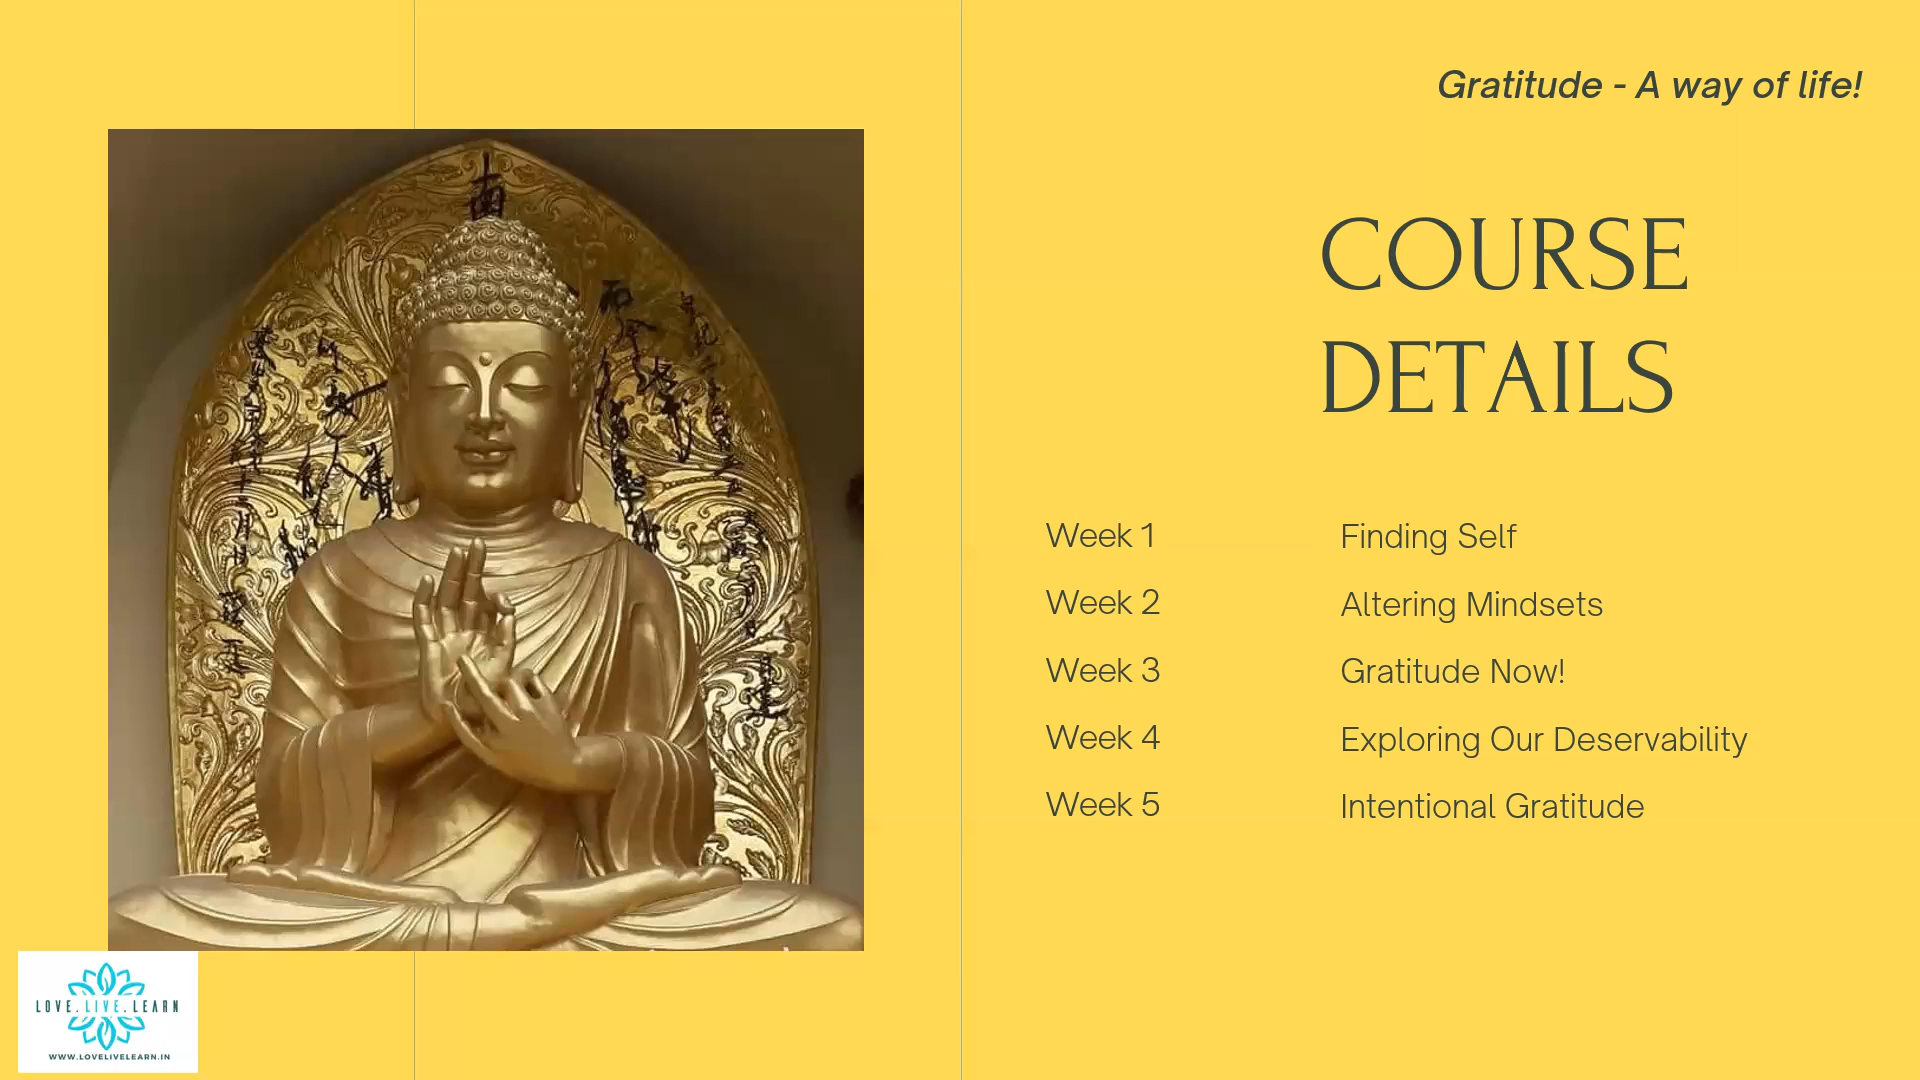 Gratitude - A way of life!
COURSE
DETAILS
Week 1 Finding Self
Week 2 Altering Mindsets
Week 3 Gratitude Now!
Week 4 Exploring Our Deservability
Week 5 Intentional Gratitude
南
LOVE.LIVE.LEARN
WWW.LOVELIVELEARN.IN